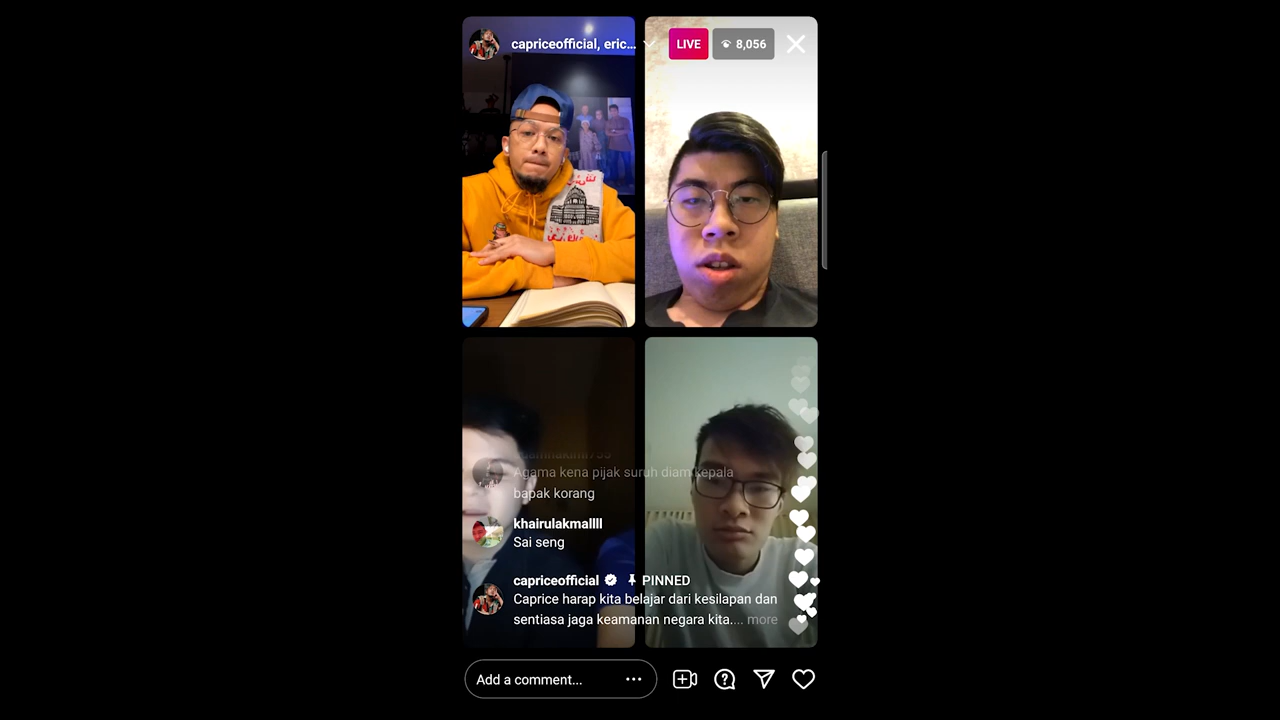 capriceofficial, eric...
LIVE
8,056
Agama kena pijak suruh diam kepala
bapak korang
khairulakmallll
Sai seng
capriceofficial PINNED
Caprice harap kita belajar dari kesilapan dan
sentiasa jaga keamanan negara kita.... more
Add a comment...